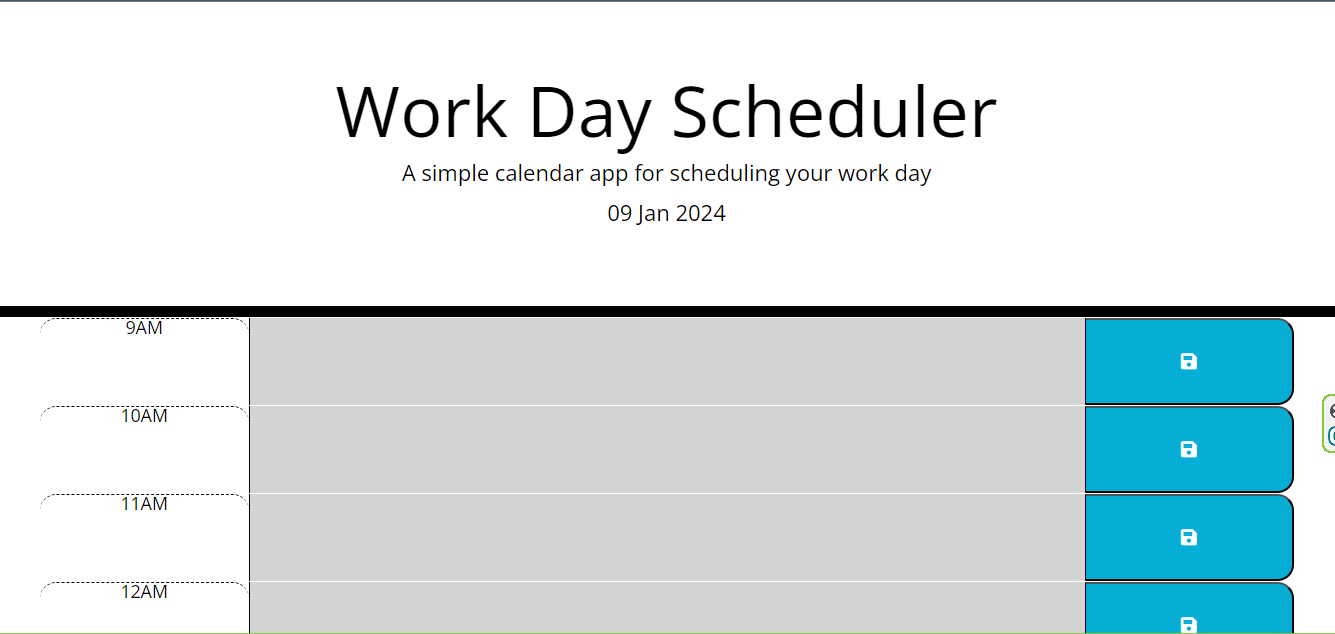 Work Day Scheduler
A simple calendar app for scheduling your work day
09 Jan 2024
9AM
10AM
11AM
12AM